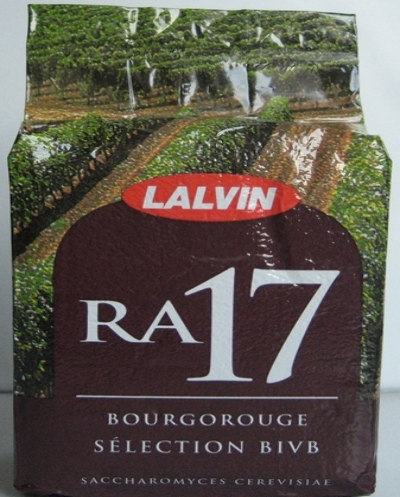 LALVIN
RA17
BOURGOROUGE
SÉLECTION BIVB
SACCHAROMYCES CEREVISIAE